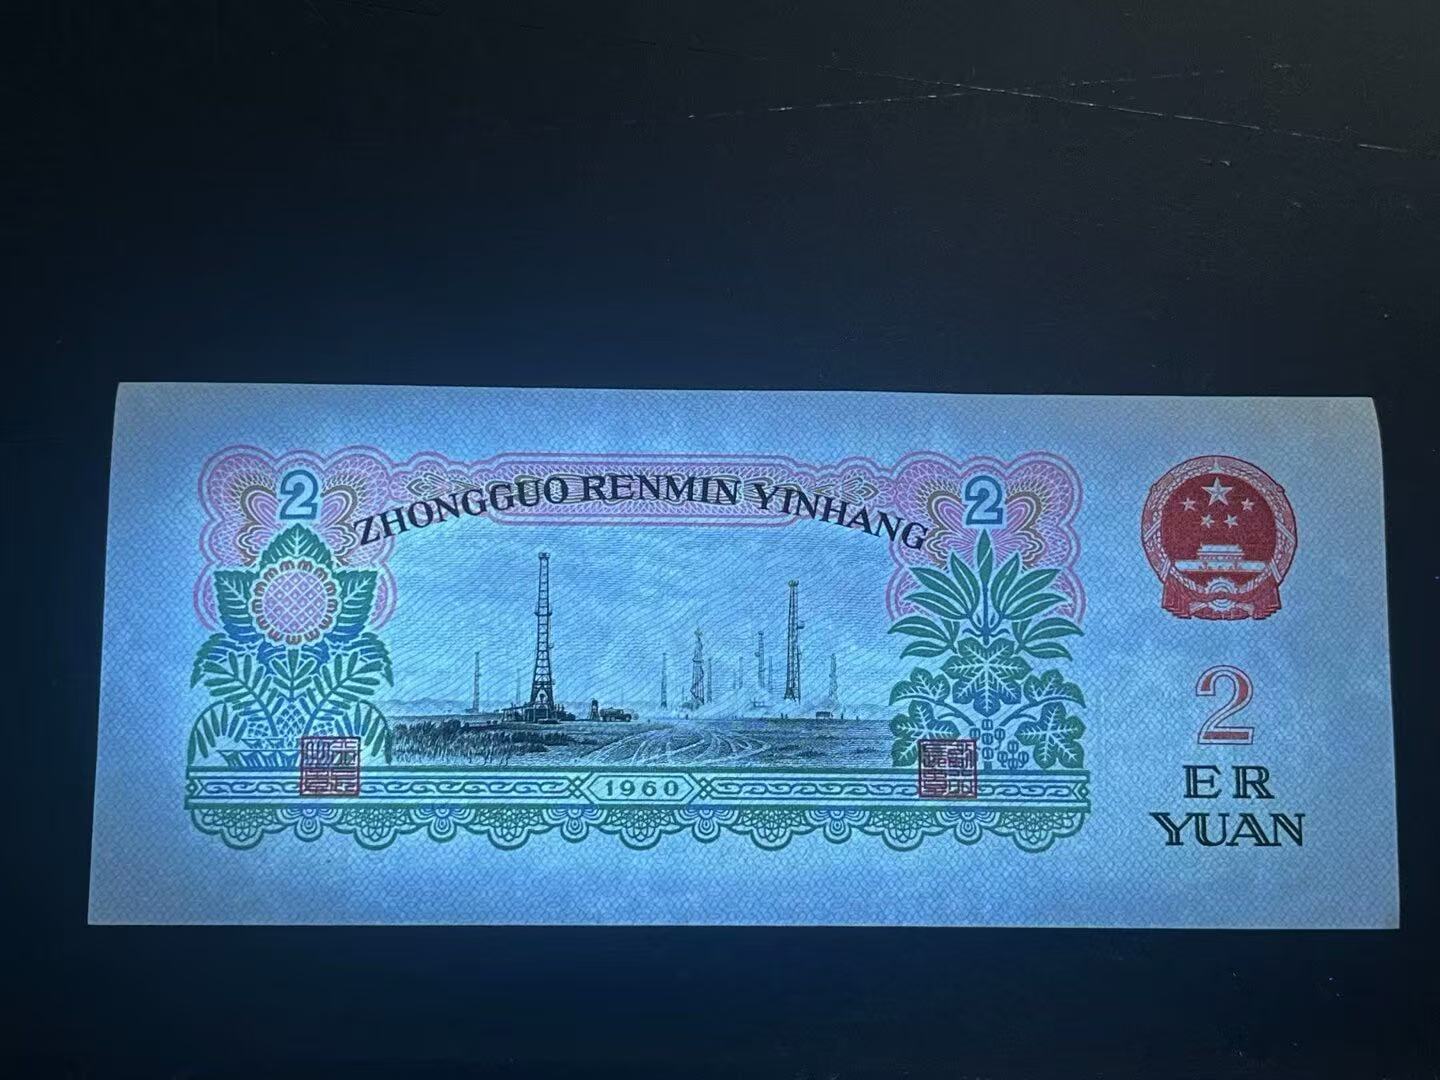 2
2
ZHONGGUO RENMIN YINHANG
2
ER
YUAN
1960